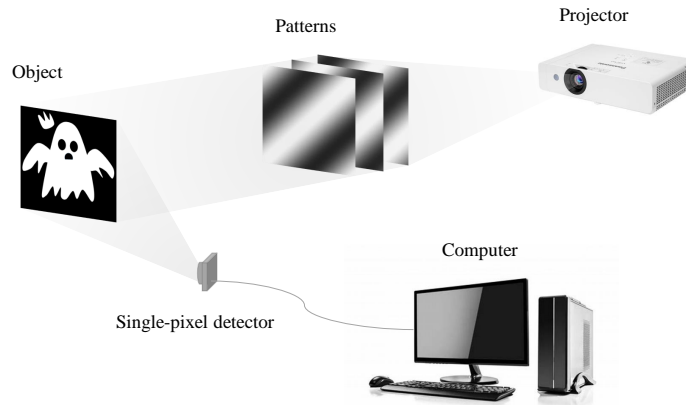 Projector
Patterns
Object
Computer
Single-pixel detector